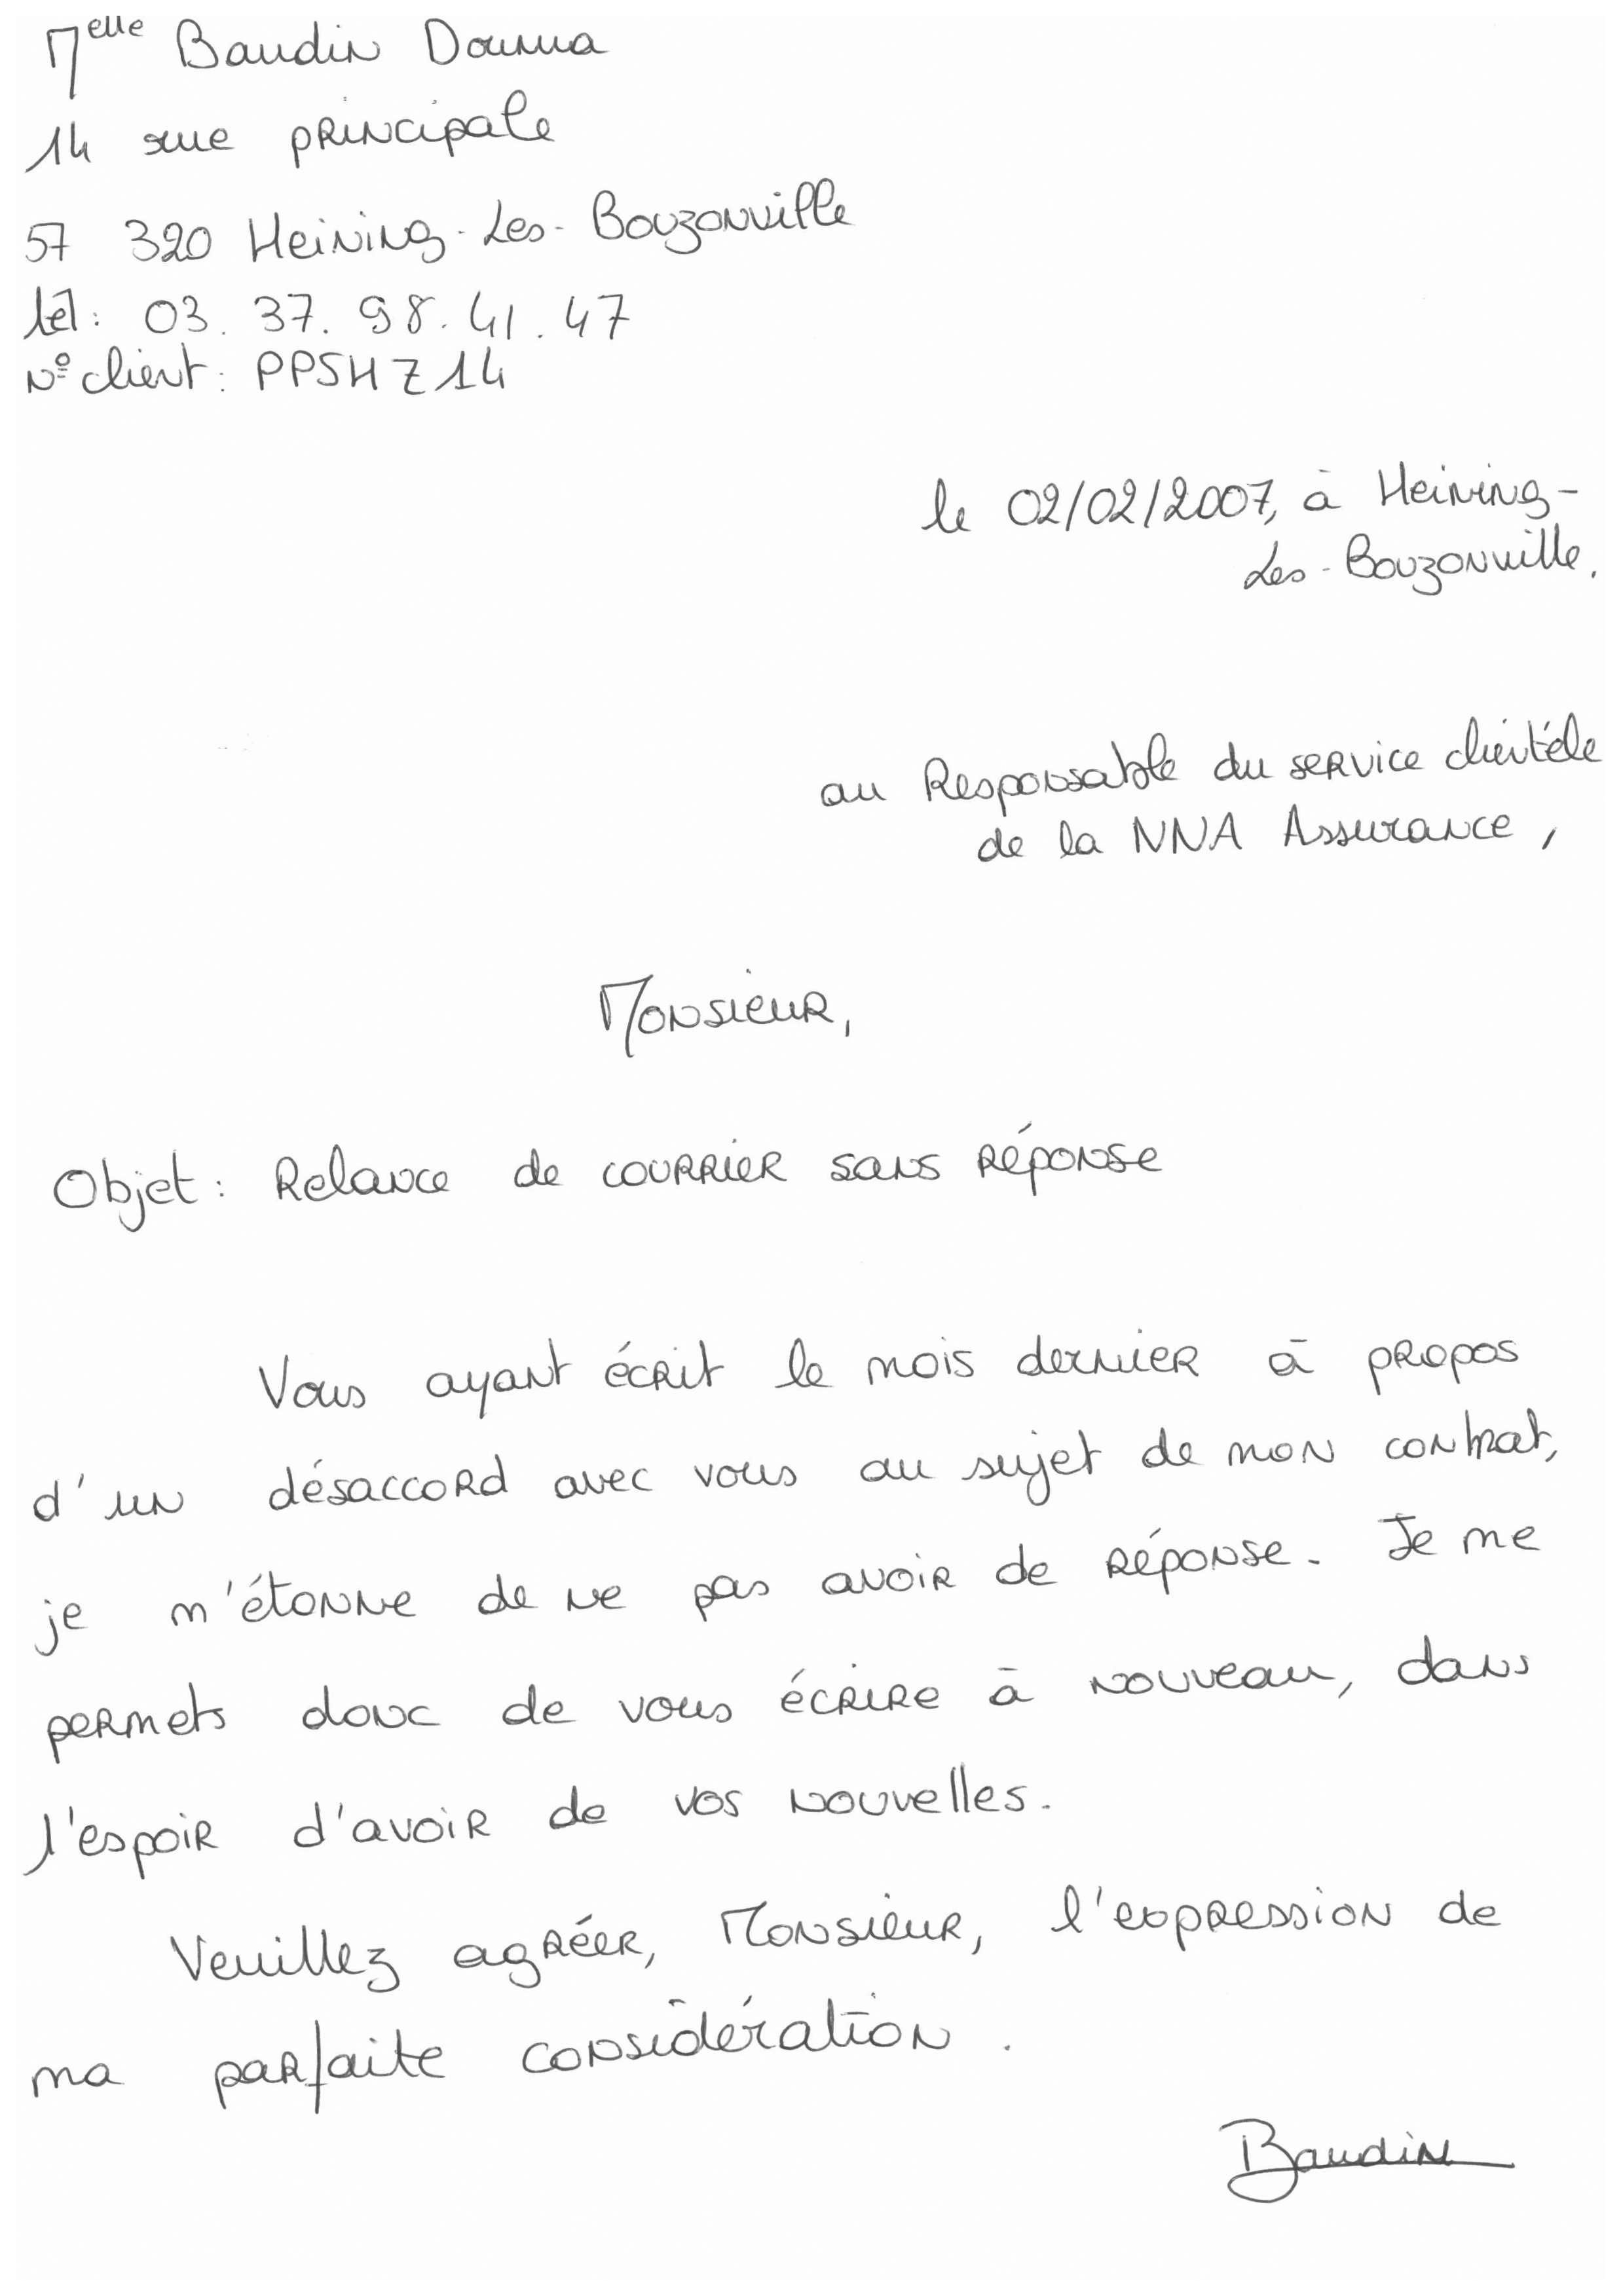 Melle Baudin Douma
14 rue principale
57 320 Heining-Les-Bouzonville
tél: 03. 37. 98. 41. 47
N° client: PPSHZ14
le 02/02/2007, à Heining-
Les-Bouzonville.
au Responsable du service clientèle
de la NNA Assurance,
Monsieur,
Objet: Relance de courrier sans réponse
Vous ayant écrit le mois dernier à propos
d'un désaccord avec vous au sujet de mon contrat,
je m'étonne de ne pas avoir de réponse. Je me
permets donc de vous écrire à nouveau, dans
l'espoir d'avoir de vos nouvelles.
Veuillez agréer, Monsieur, l'expression de
ma parfaite considération.
Baudin